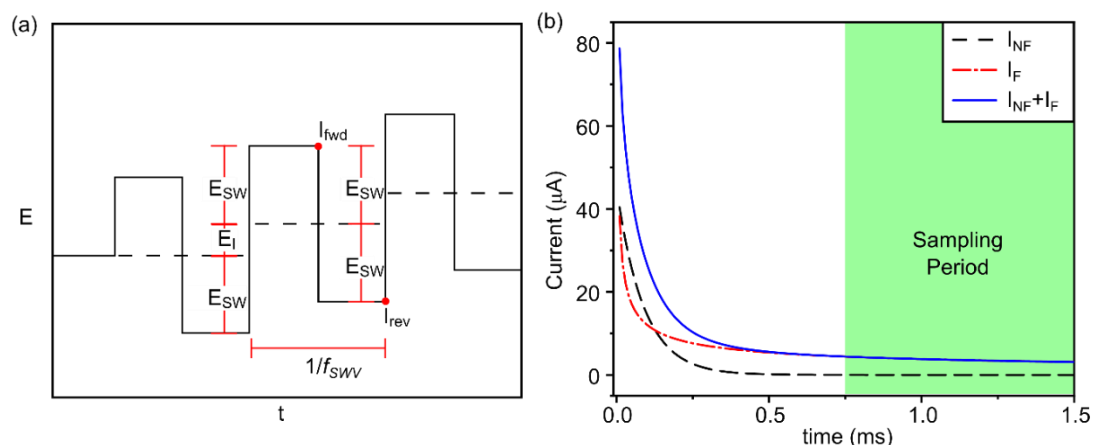 (a)
E
E_SW
E_I
E_SW
I_fwd
E_SW
E_SW
I_rev
1/f_SWV
t
(b)
Current (μA)
80
60
40
20
0
I_NF
I_F
I_NF+I_F
Sampling
Period
0.0
0.5
1.0
1.5
time (ms)